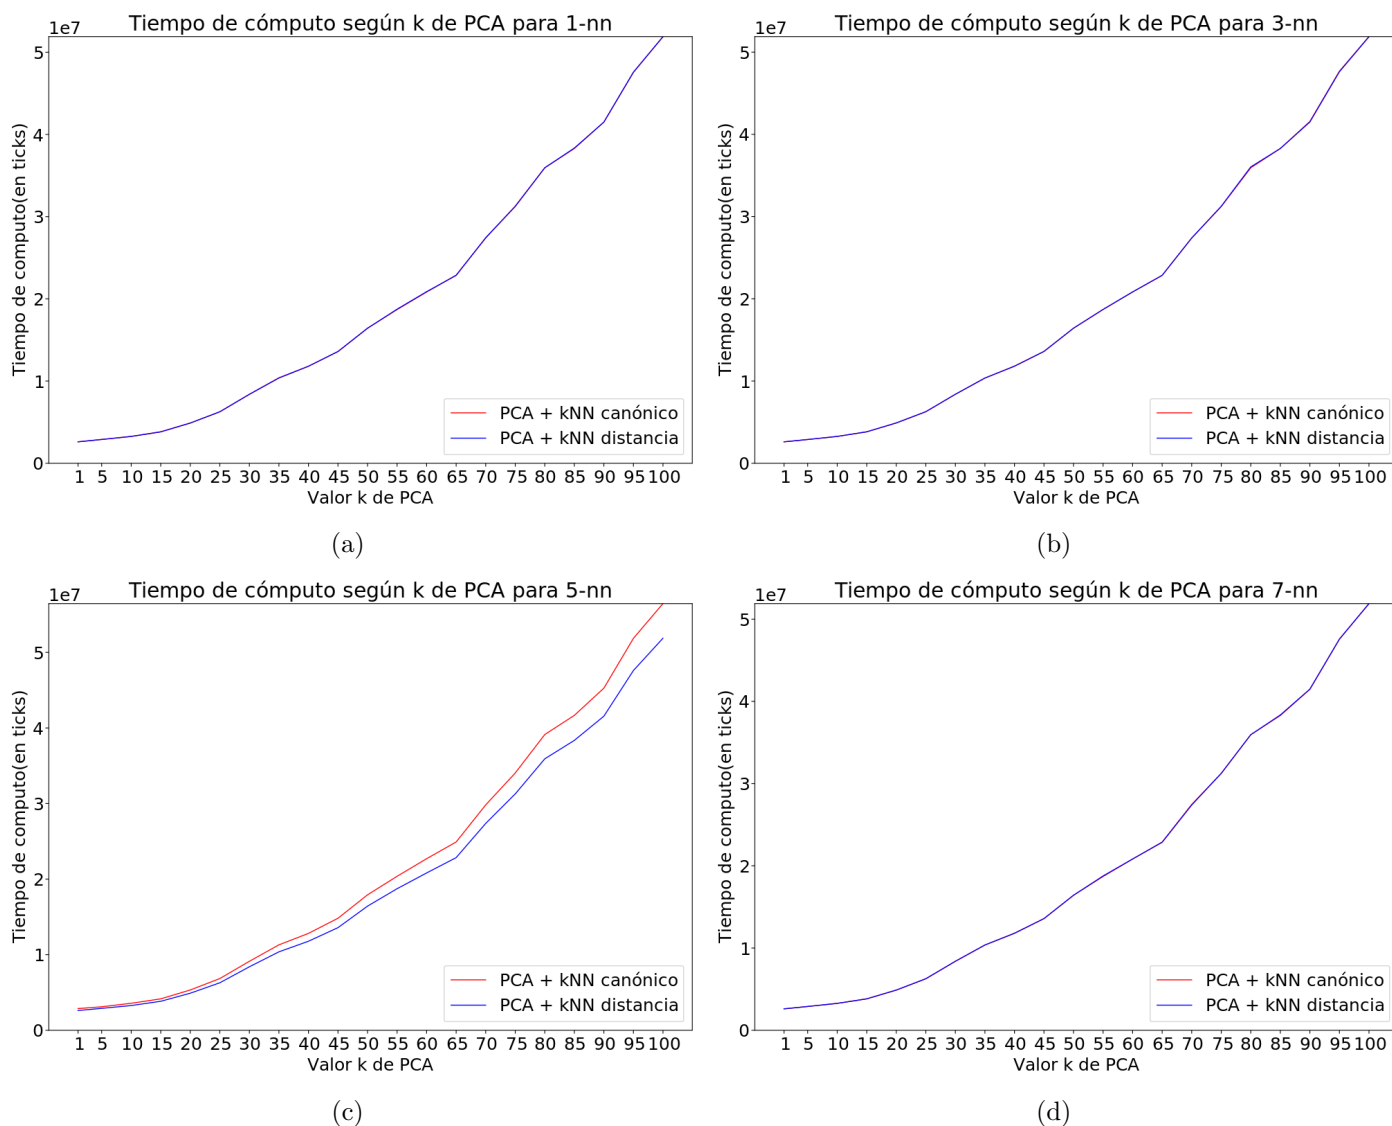 Tiempo de cómputo según k de PCA para 1-nn
1e7
5
4
3
2
1
0
Tiempo de computo(en ticks)
PCA + kNN canónico
PCA + kNN distancia
1 5 10 15 20 25 30 35 40 45 50 55 60 65 70 75 80 85 90 95 100
Valor k de PCA
(a)
Tiempo de cómputo según k de PCA para 3-nn
1e7
5
4
3
2
1
0
Tiempo de computo(en ticks)
PCA + kNN canónico
PCA + kNN distancia
1 5 10 15 20 25 30 35 40 45 50 55 60 65 70 75 80 85 90 95 100
Valor k de PCA
(b)
Tiempo de cómputo según k de PCA para 5-nn
1e7
5
4
3
2
1
0
Tiempo de computo(en ticks)
PCA + kNN canónico
PCA + kNN distancia
1 5 10 15 20 25 30 35 40 45 50 55 60 65 70 75 80 85 90 95 100
Valor k de PCA
(c)
Tiempo de cómputo según k de PCA para 7-nn
1e7
5
4
3
2
1
0
Tiempo de computo(en ticks)
PCA + kNN canónico
PCA + kNN distancia
1 5 10 15 20 25 30 35 40 45 50 55 60 65 70 75 80 85 90 95 100
Valor k de PCA
(d)